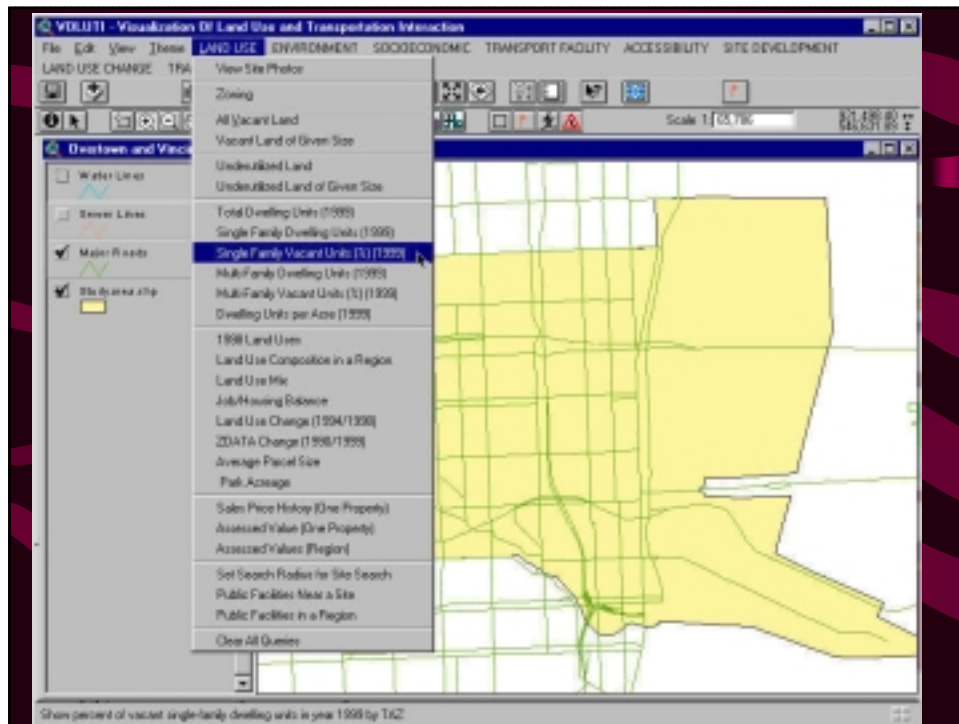 VOLUTI - Visualization Of Land Use and Transportation Interaction
File Edit View Theme LAND USE ENVIRONMENT SOCIOECONOMIC TRANSPORT FACILITY ACCESSIBILITY SITE DEVELOPMENT
LAND USE CHANGE
Scale 1:
Overtown and
Water Lines
Sewer Lines
Major Roads
Studyarea.shp
View Site Photos
Zoning
All Vacant Land
Vacant Land of Given Size
Underutilized Land
Underutilized Land of Given Size
Total Dwelling Units (1999)
Single Family Dwelling Units (1999)
Single Family Vacant Units (%) (1999)
Multi-Family Dwelling Units (1999)
Multi-Family Vacant Units (%) (1999)
Dwelling Units per Acre (1999)
1998 Land Uses
Land Use Composition in a Region
Land Use Mix
Job/Housing Balance
Land Use Change (1994/1998)
ZDATA Change (1990/1999)
Average Parcel Size
Park Acreage
Sales Price History (One Property)
Assessed Value (One Property)
Assessed Values (Region)
Set Search Radius for Site Search
Public Facilities Near a Site
Public Facilities in a Region
Clear All Queries
Show percent of vacant single-family dwelling units in year 1999 by TAZ